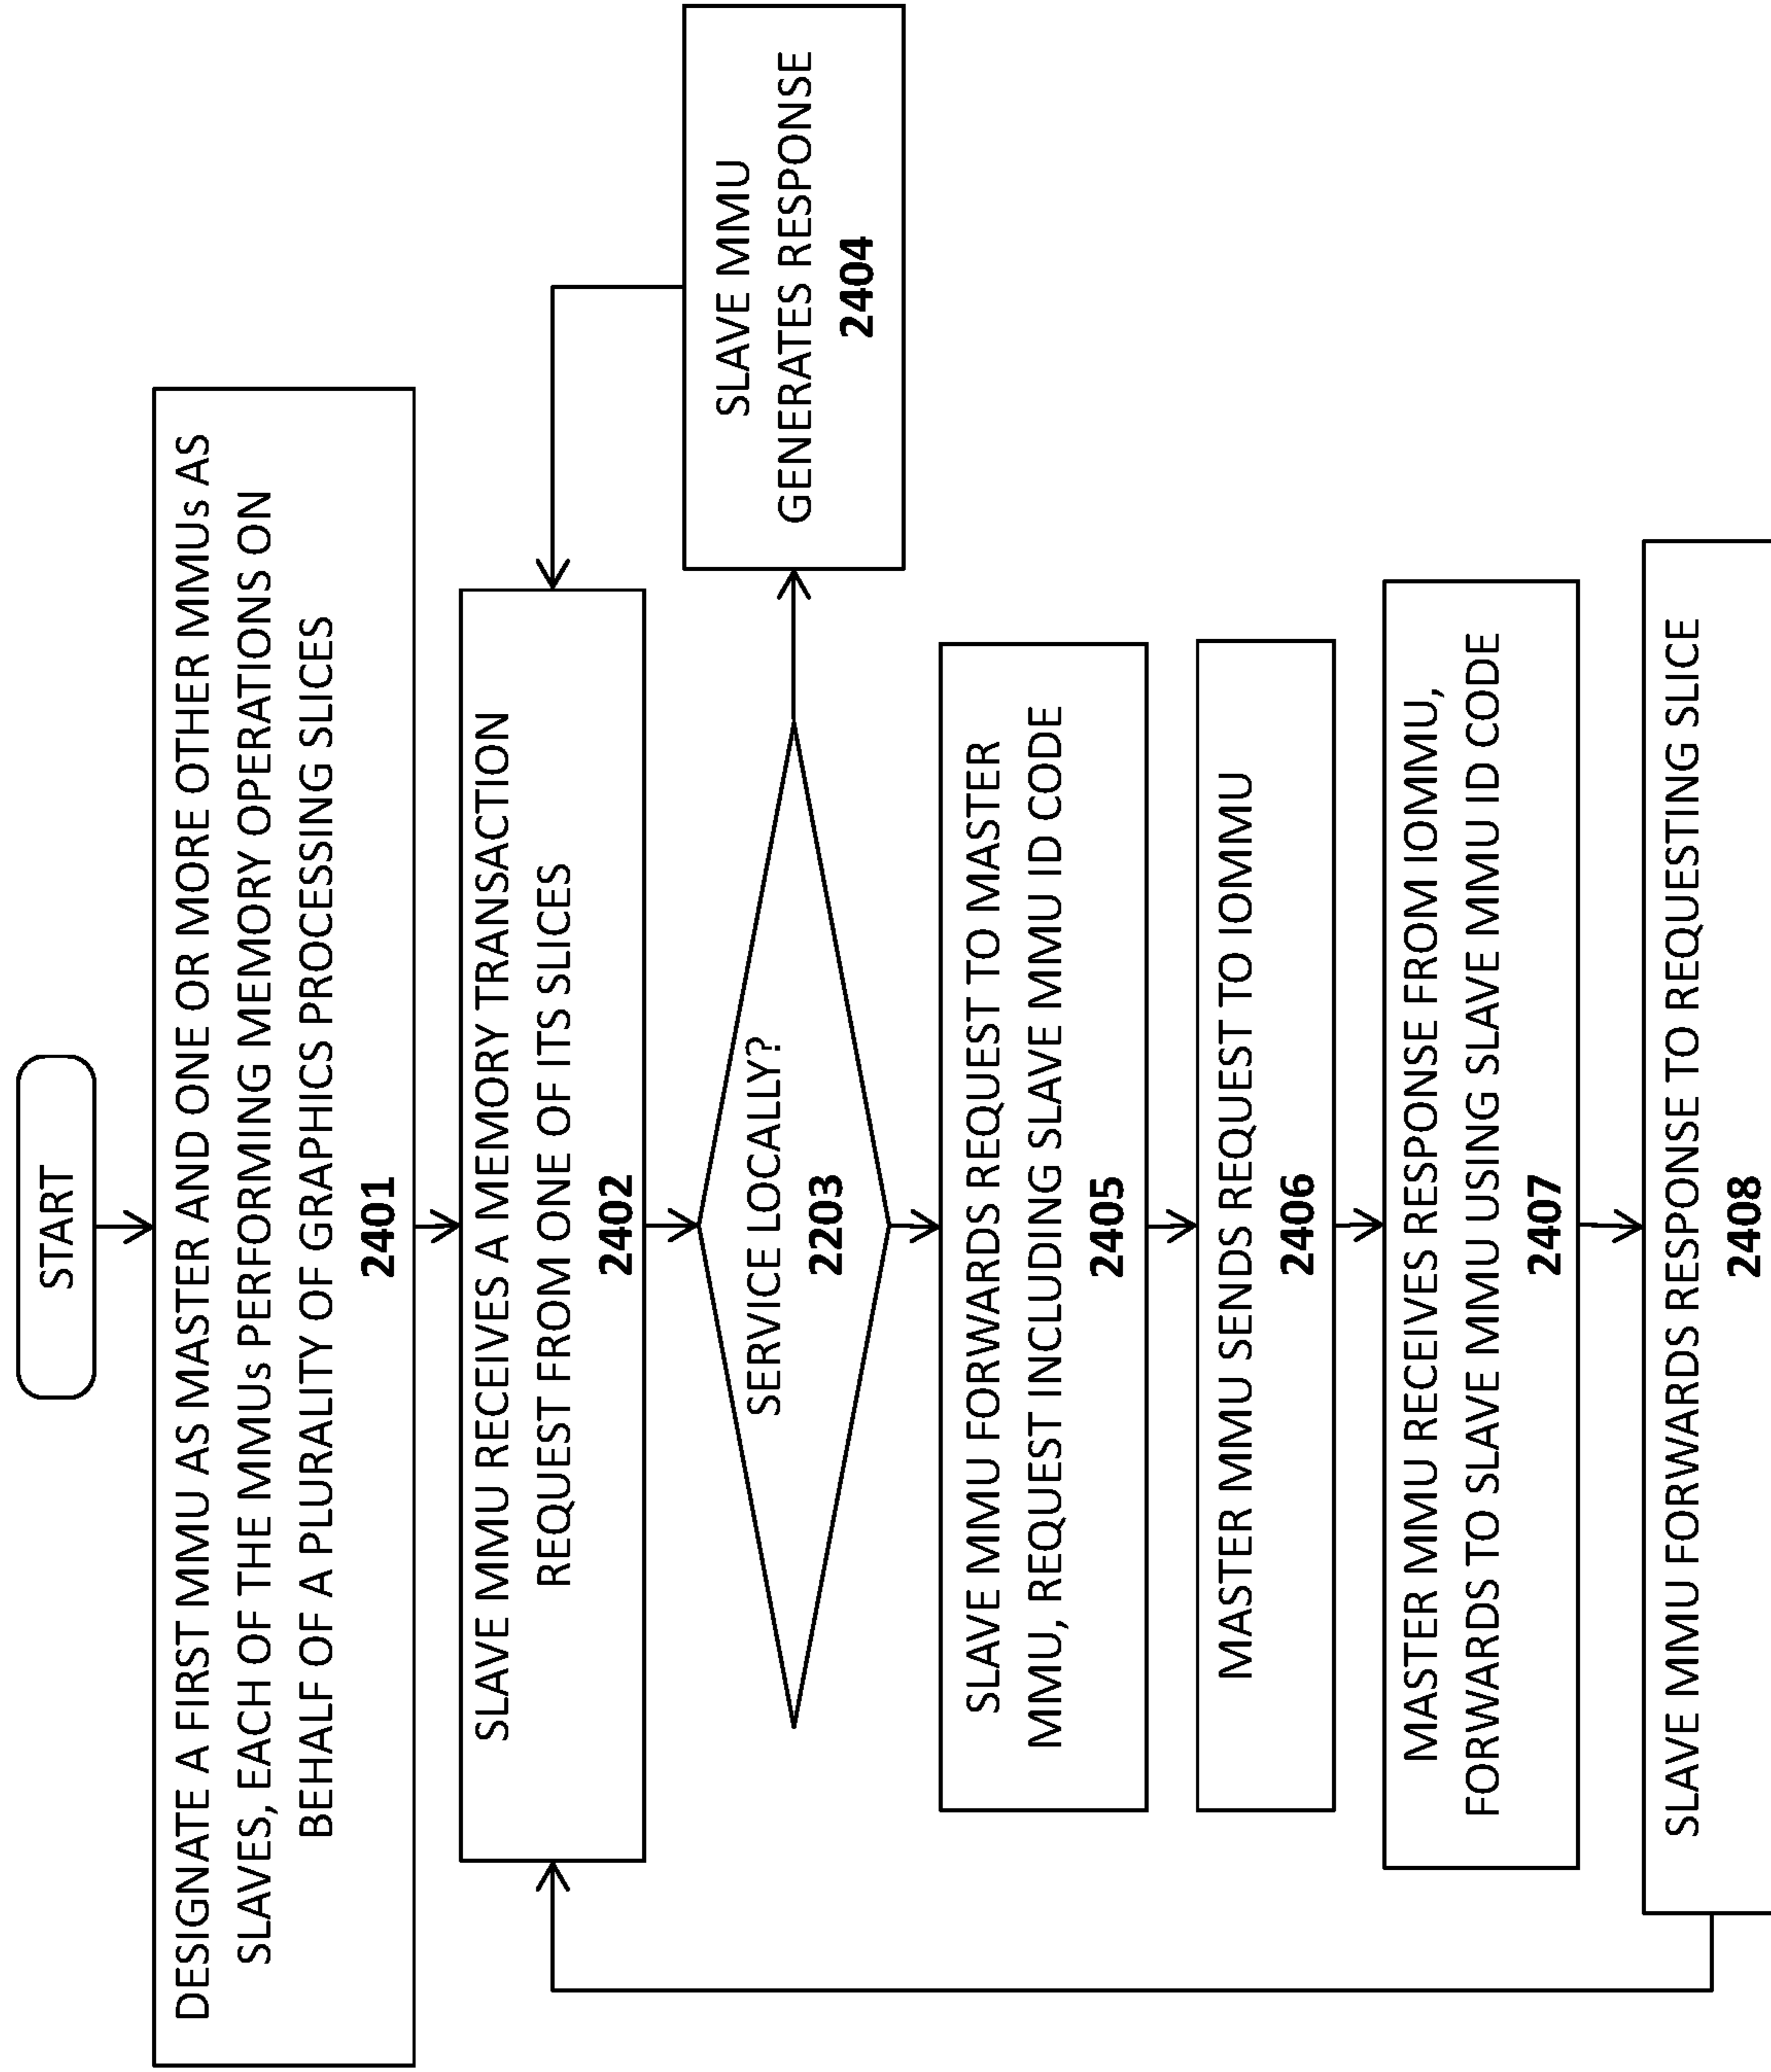 START
DESIGNATE A FIRST MMU AS MASTER AND ONE OR MORE OTHER MMUs AS
SLAVES, EACH OF THE MMUs PERFORMING MEMORY OPERATIONS ON
BEHALF OF A PLURALITY OF GRAPHICS PROCESSING SLICES
2401
SLAVE MMU RECEIVES A MEMORY TRANSACTION
REQUEST FROM ONE OF ITS SLICES
2402
SERVICE LOCALLY?
2203
SLAVE MMU
GENERATES RESPONSE
2404
SLAVE MMU FORWARDS REQUEST TO MASTER
MMU, REQUEST INCLUDING SLAVE MMU ID CODE
2405
MASTER MMU SENDS REQUEST TO IOMMU
2406
MASTER MMU RECEIVES RESPONSE FROM IOMMU,
FORWARDS TO SLAVE MMU USING SLAVE MMU ID CODE
2407
SLAVE MMU FORWARDS RESPONSE TO REQUESTING SLICE
2408